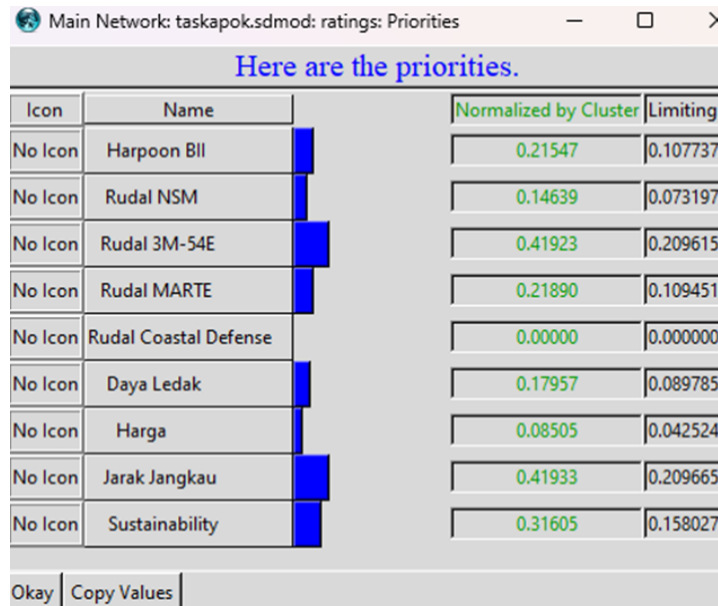 Main Network: taskapok.sdmod: ratings: Priorities
Here are the priorities.
Icon Name Normalized by Cluster Limiting
No Icon Harpoon BII 0.21547 0.107737
No Icon Rudal NSM 0.14639 0.073197
No Icon Rudal 3M-54E 0.41923 0.209615
No Icon Rudal MARTE 0.21890 0.109451
No Icon Rudal Coastal Defense 0.00000 0.000000
No Icon Daya Ledak 0.17957 0.089785
No Icon Harga 0.08505 0.042524
No Icon Jarak Jangkau 0.41933 0.209665
No Icon Sustainability 0.31605 0.158027
Okay Copy Values